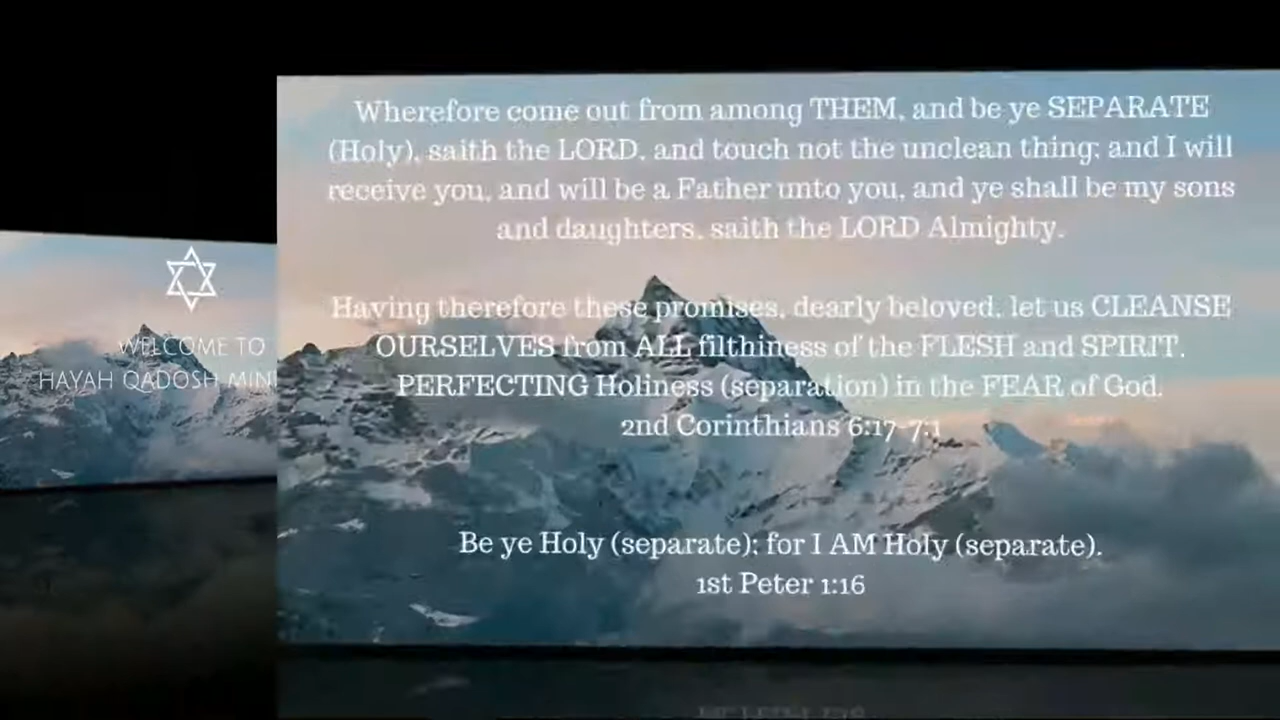 WELCOME TO
HAYAH QADOSH MIN
Wherefore come out from among THEM, and be ye SEPARATE
(Holy), saith the LORD, and touch not the unclean thing; and I will
receive you, and will be a Father unto you, and ye shall be my sons
and daughters, saith the LORD Almighty.
Having therefore these promises, dearly beloved, let us CLEANSE
OURSELVES from ALL filthiness of the FLESH and SPIRIT,
PERFECTING Holiness (separation) in the FEAR of God.
2nd Corinthians 6:17-7:1
Be ye Holy (separate); for I AM Holy (separate).
1st Peter 1:16